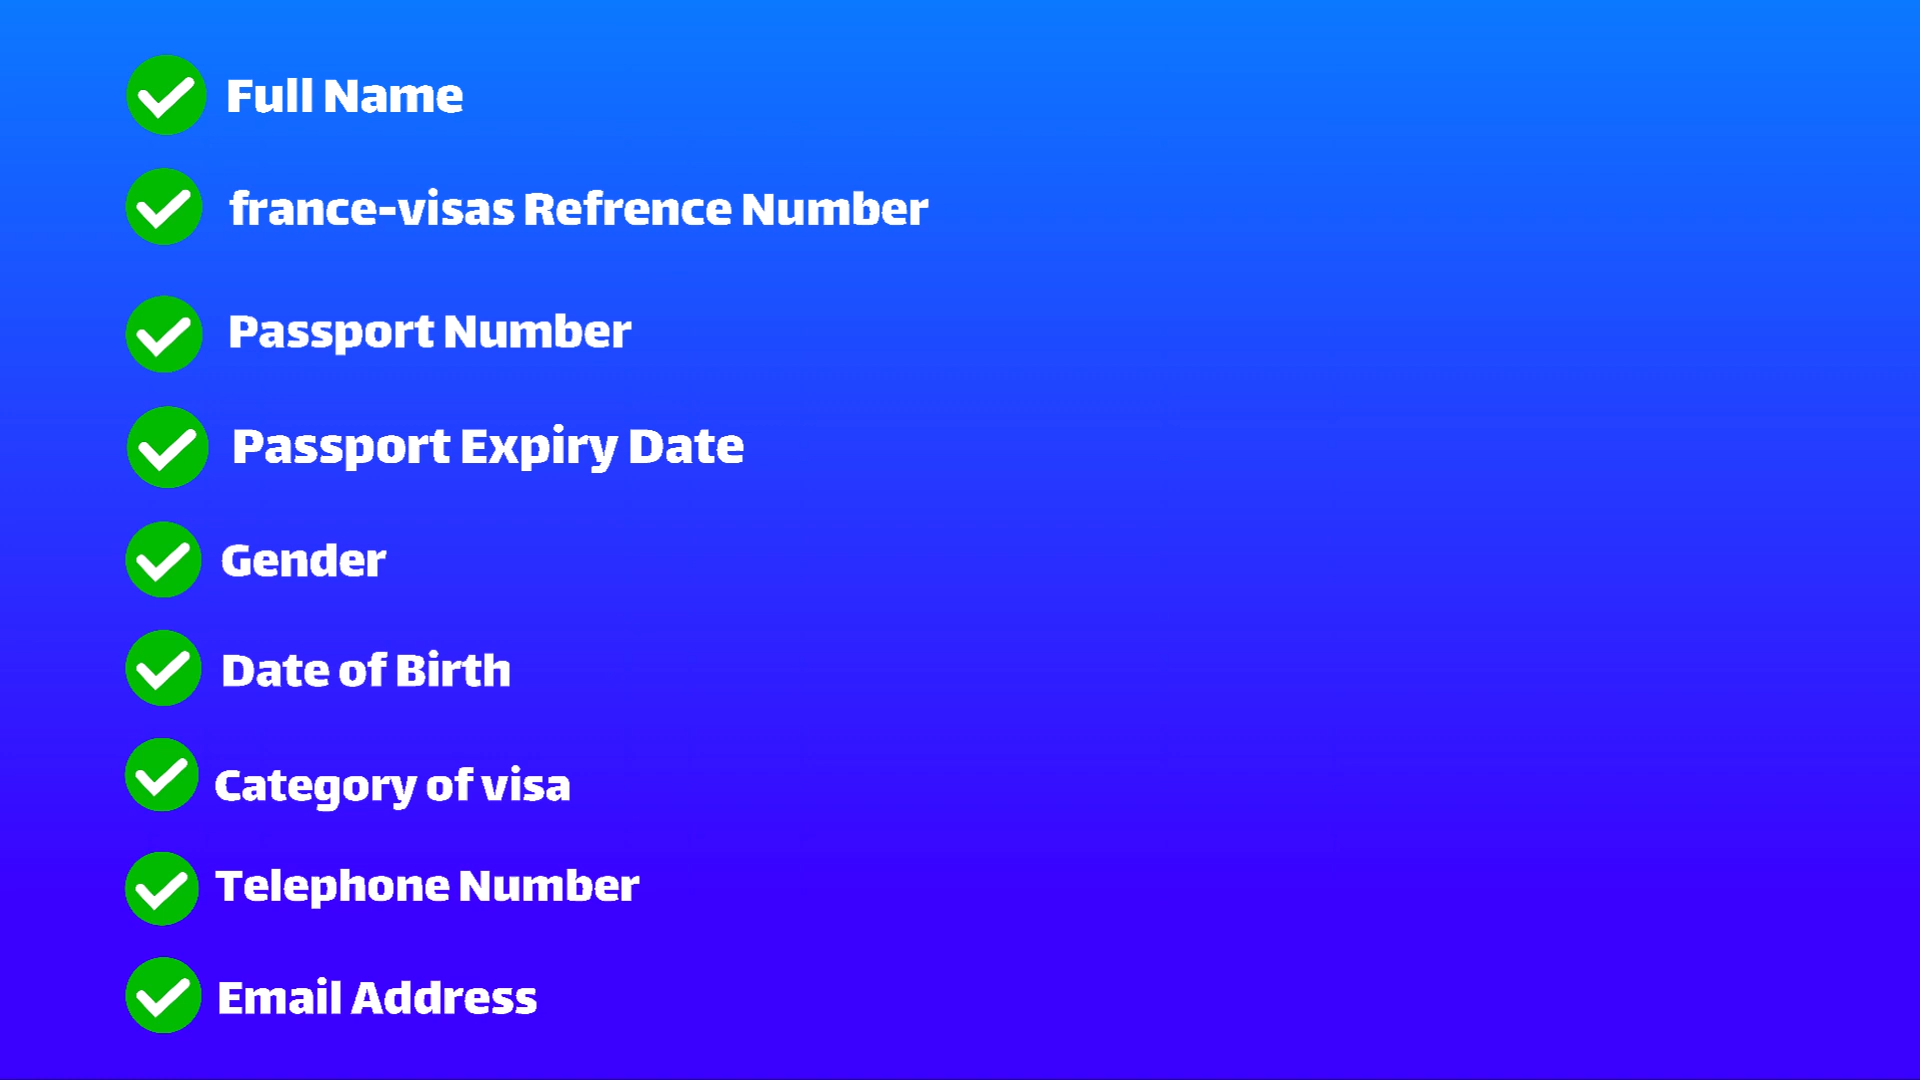 Full Name
france-visas Refrence Number
Passport Number
Passport Expiry Date
Gender
Date of Birth
Category of visa
Telephone Number
Email Address